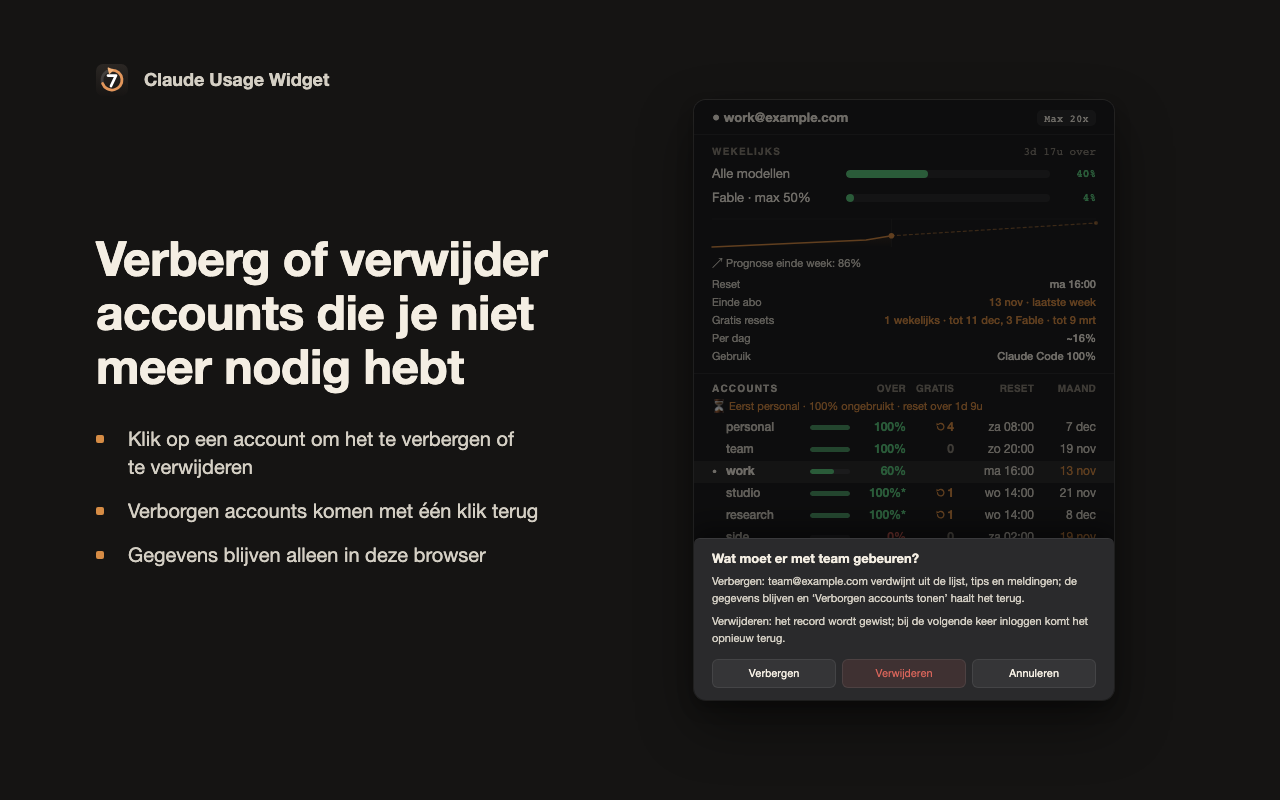 7
Claude Usage Widget
Verberg of verwijder
accounts die je niet
meer nodig hebt
Klik op een account om het te verbergen of
te verwijderen
Verborgen accounts komen met één klik terug
Gegevens blijven alleen in deze browser
work@example.com Max 20x
WEKELIJKS 3d 17u over
Alle modellen 40%
Fable · max 50% 4%
↗ Prognose einde week: 86%
Reset ma 16:00
Einde abo 13 nov · laatste week
Gratis resets 1 wekelijks · tot 11 dec, 3 Fable · tot 9 mrt
Per dag ~16%
Gebruik Claude Code 100%
ACCOUNTS OVER GRATIS RESET MAAND
⏳ Eerst personal · 100% ongebruikt · reset over 1d 9u
personal 100% 4 za 08:00 7 dec
team 100% 0 zo 20:00 19 nov
• work 60% ma 16:00 13 nov
studio 100%* 1 wo 14:00 21 nov
research 100%* 1 wo 14:00 8 dec
side 0% za 02:00 19 nov
Wat moet er met team gebeuren?
Verbergen: team@example.com verdwijnt uit de lijst, tips en meldingen; de
gegevens blijven en ‘Verborgen accounts tonen’ haalt het terug.
Verwijderen: het record wordt gewist; bij de volgende keer inloggen komt het
opnieuw terug.
Verbergen Verwijderen Annuleren